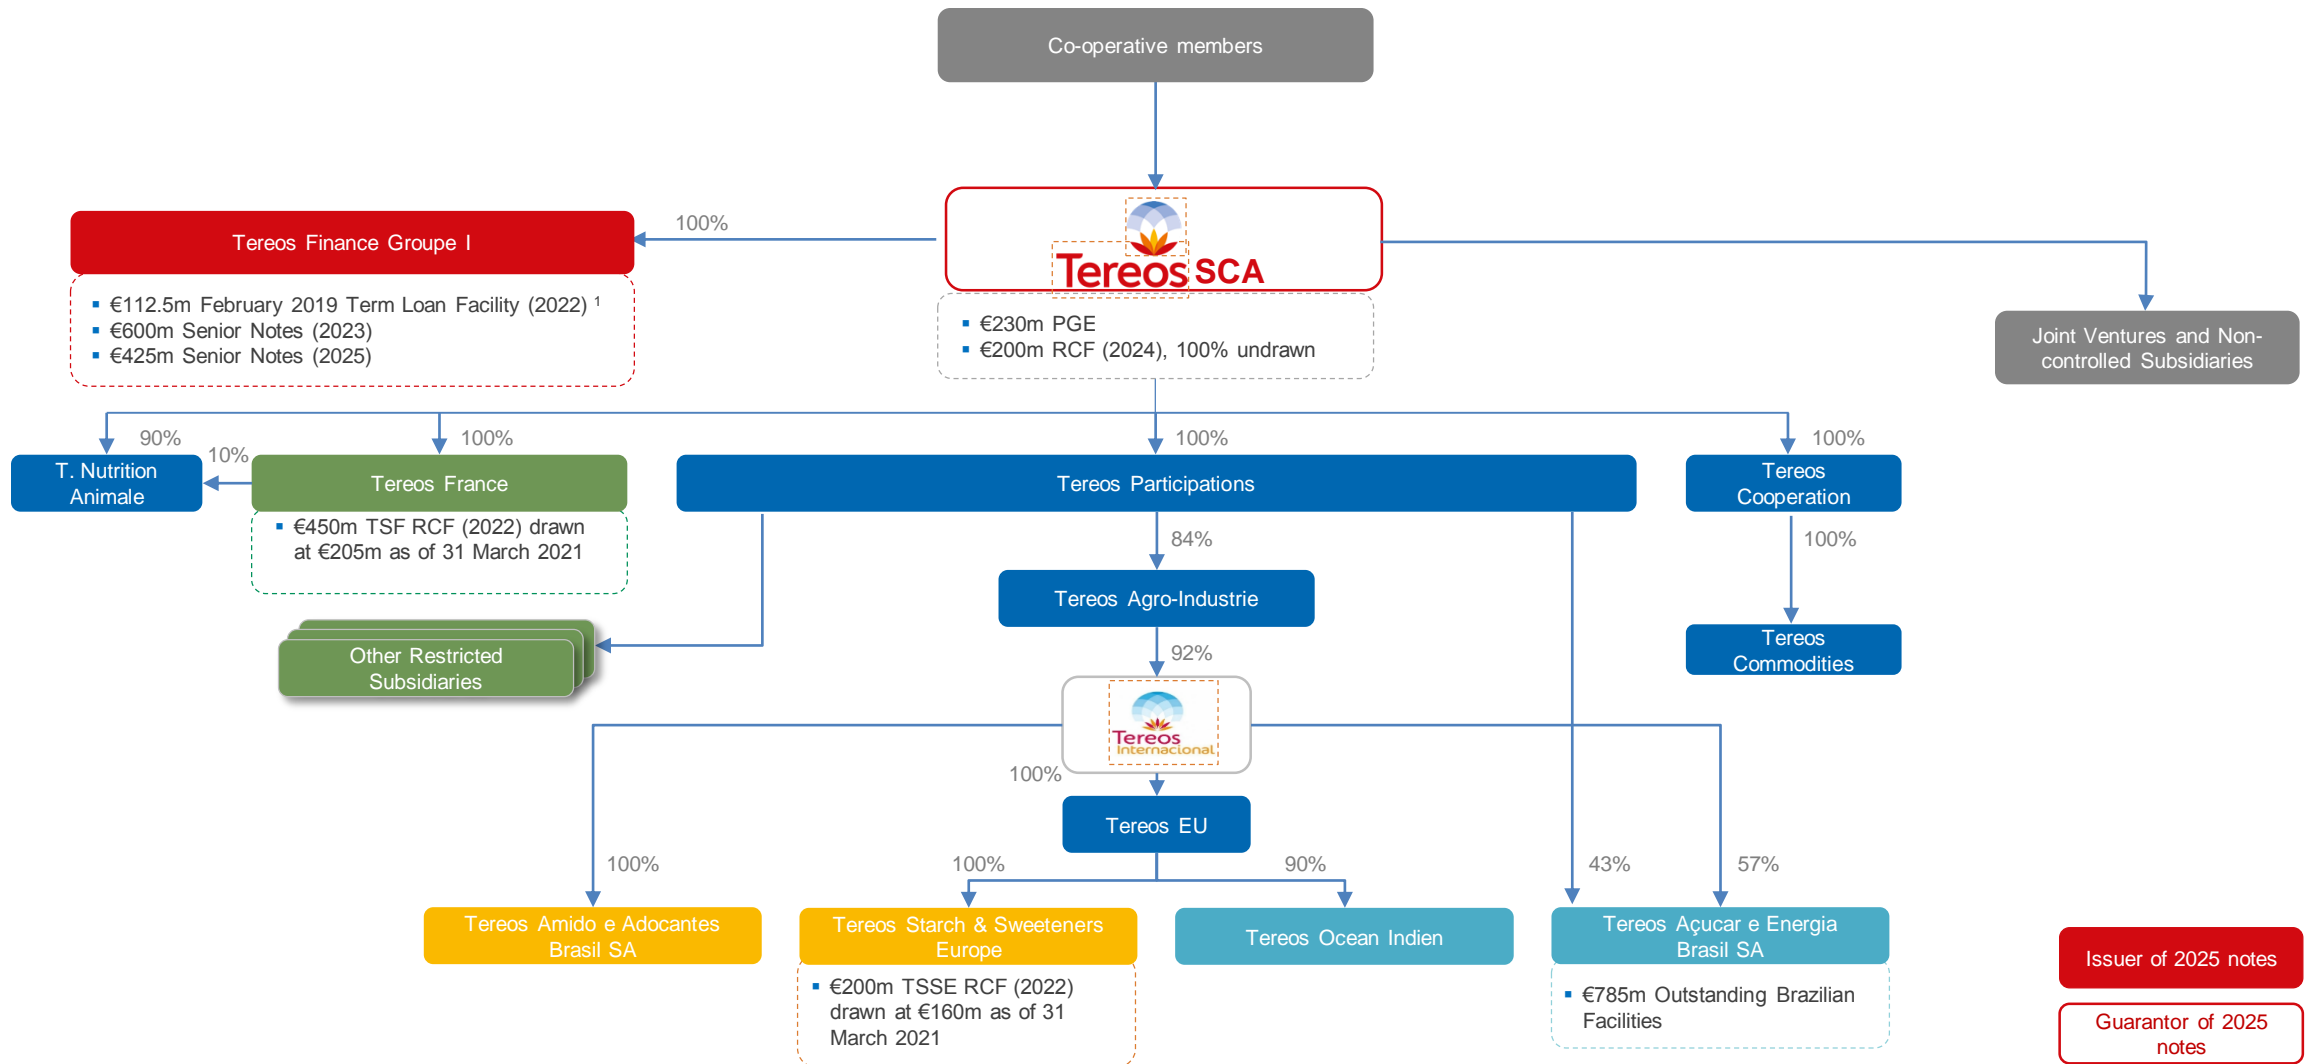 Co-operative members
Tereos Finance Groupe I
100%
Tereos SCA
▪ €112.5m February 2019 Term Loan Facility (2022) ¹
▪ €600m Senior Notes (2023)
▪ €425m Senior Notes (2025)
▪ €230m PGE
▪ €200m RCF (2024), 100% undrawn
Joint Ventures and Non-
controlled Subsidiaries
90%
10%
100%
100%
100%
T. Nutrition
Animale
Tereos France
Tereos Participations
Tereos
Cooperation
▪ €450m TSF RCF (2022) drawn
at €205m as of 31 March 2021
84%
100%
Tereos Agro-Industrie
Other Restricted
Subsidiaries
92%
Tereos
Commodities
Tereos
Internacional
100%
Tereos EU
100%
100%
90%
43%
57%
Tereos Amido e Adocantes
Brasil SA
Tereos Starch & Sweeteners
Europe
Tereos Ocean Indien
Tereos Açucar e Energia
Brasil SA
▪ €200m TSSE RCF (2022)
drawn at €160m as of 31
March 2021
▪ €785m Outstanding Brazilian
Facilities
Issuer of 2025 notes
Guarantor of 2025
notes